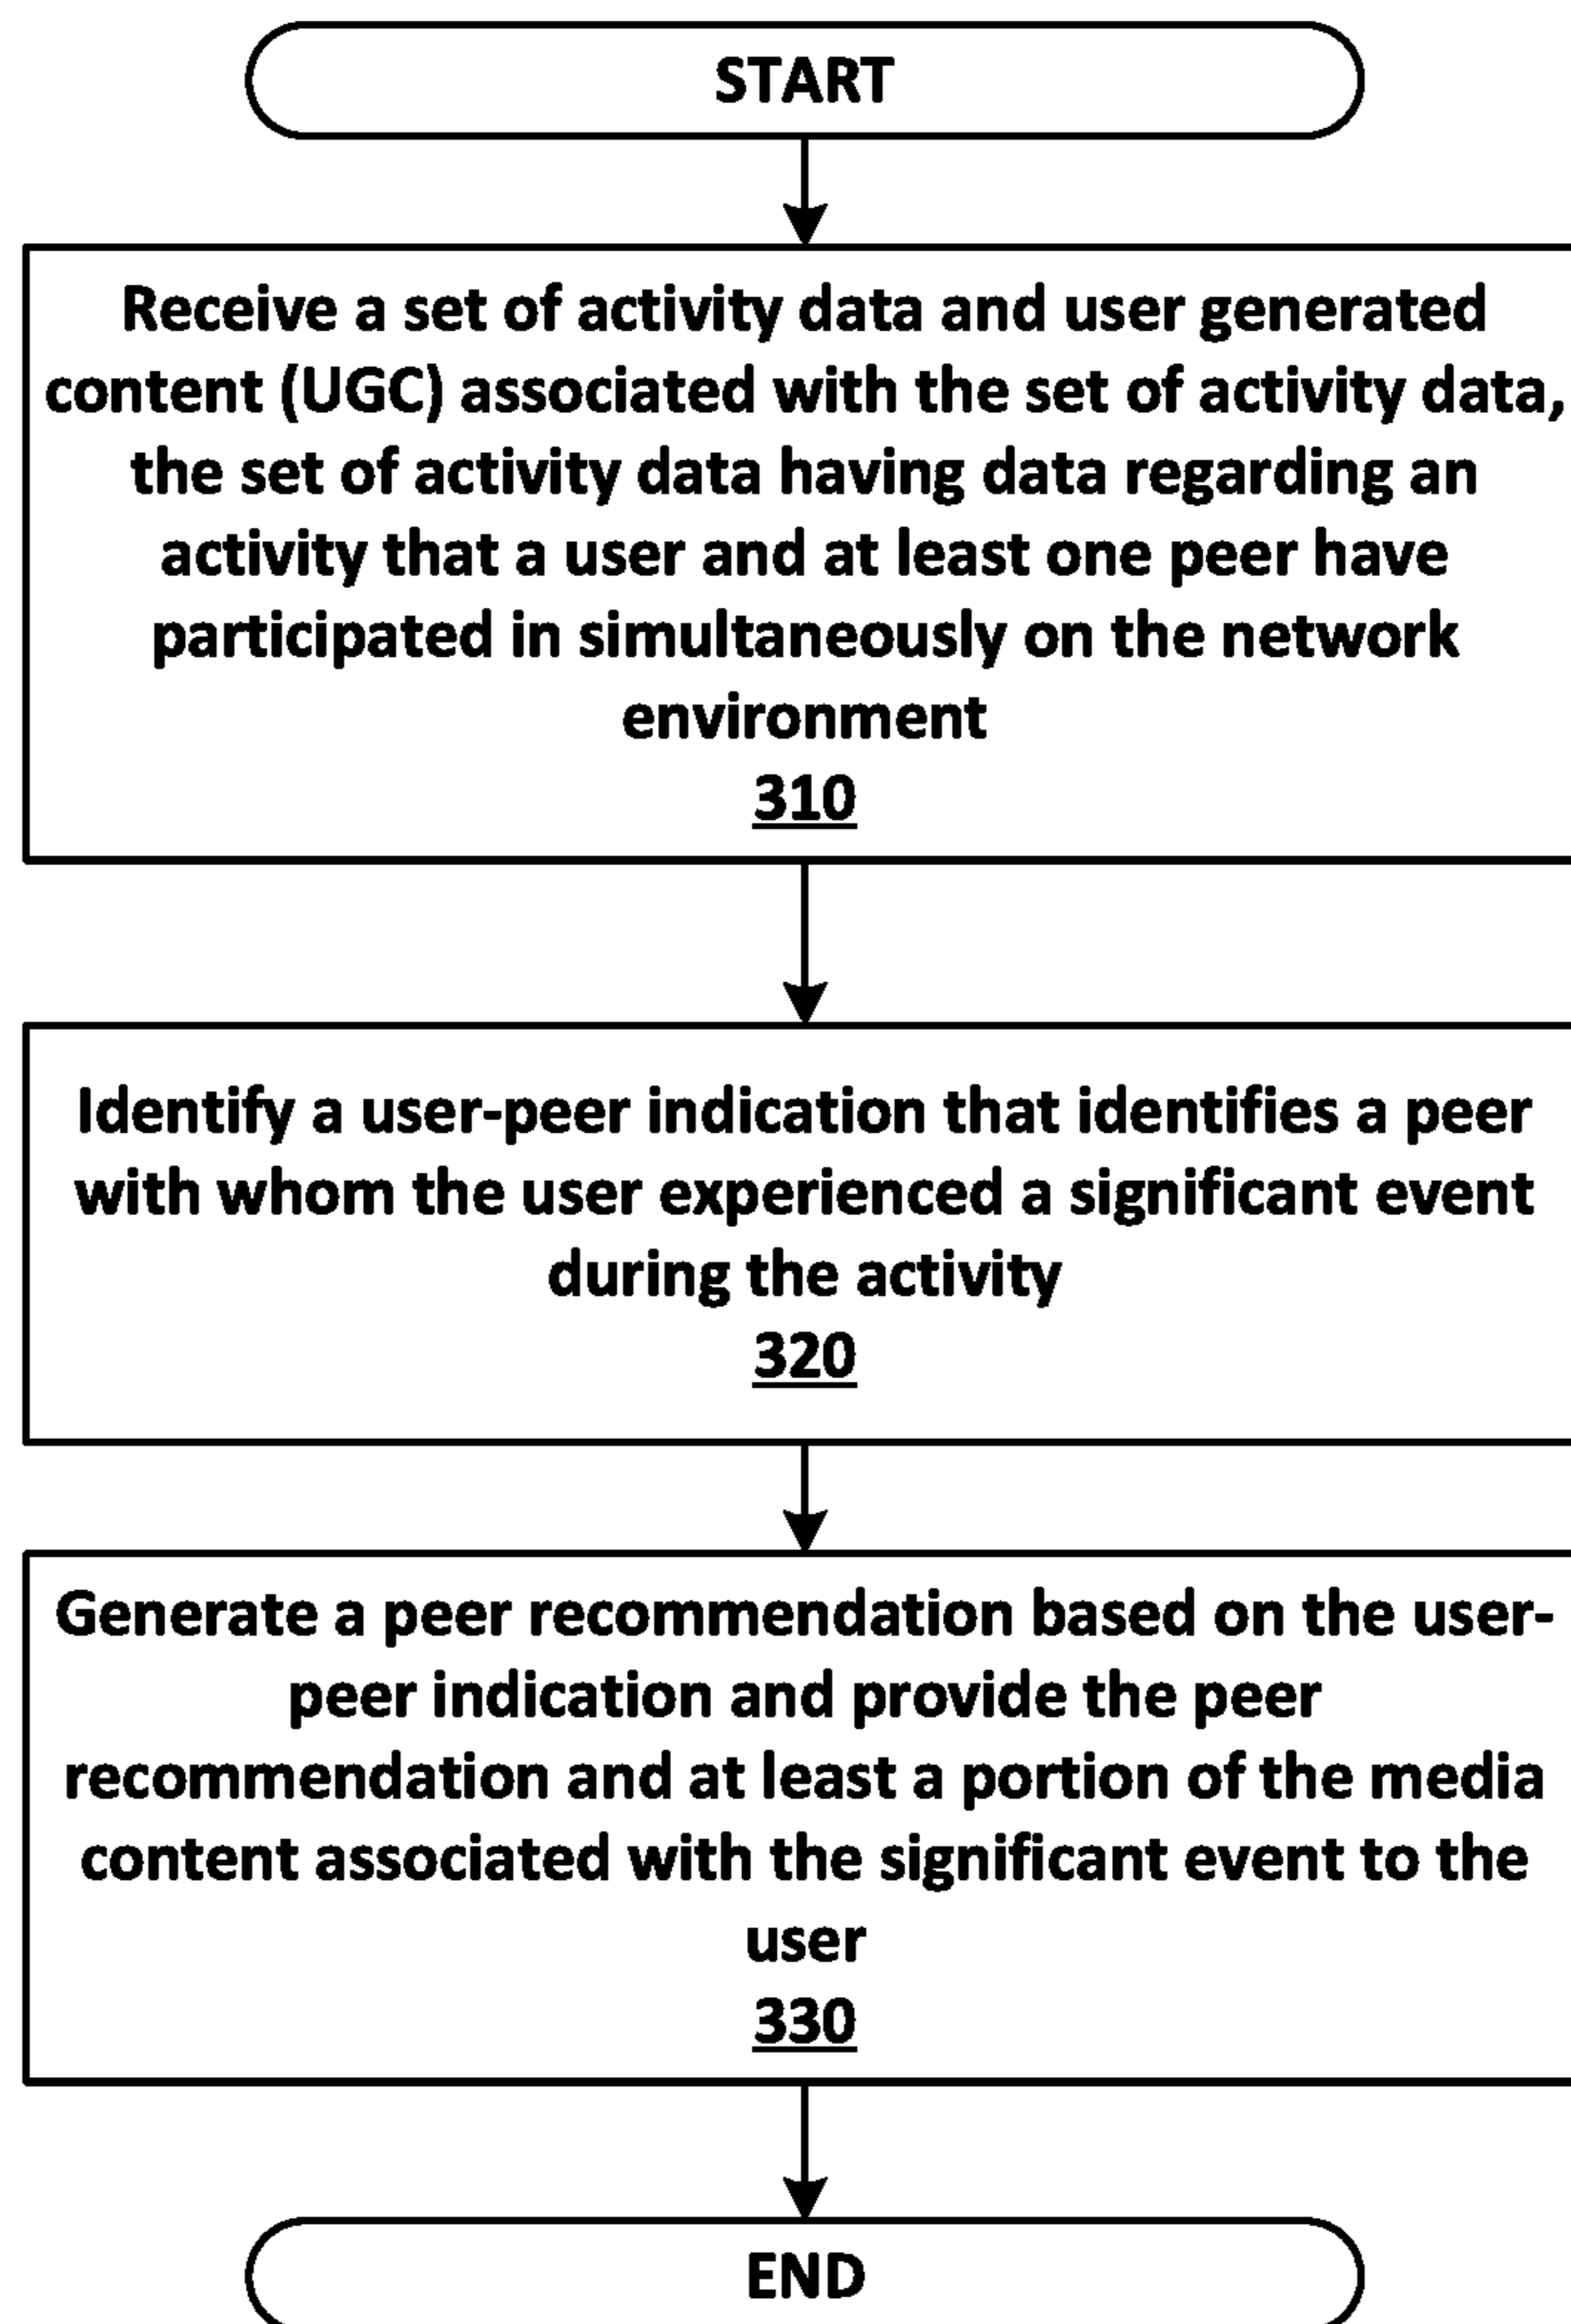 START
Receive a set of activity data and user generated
content (UGC) associated with the set of activity data,
the set of activity data having data regarding an
activity that a user and at least one peer have
participated in simultaneously on the network
environment
310
Identify a user-peer indication that identifies a peer
with whom the user experienced a significant event
during the activity
320
Generate a peer recommendation based on the user-
peer indication and provide the peer
recommendation and at least a portion of the media
content associated with the significant event to the
user
330
END